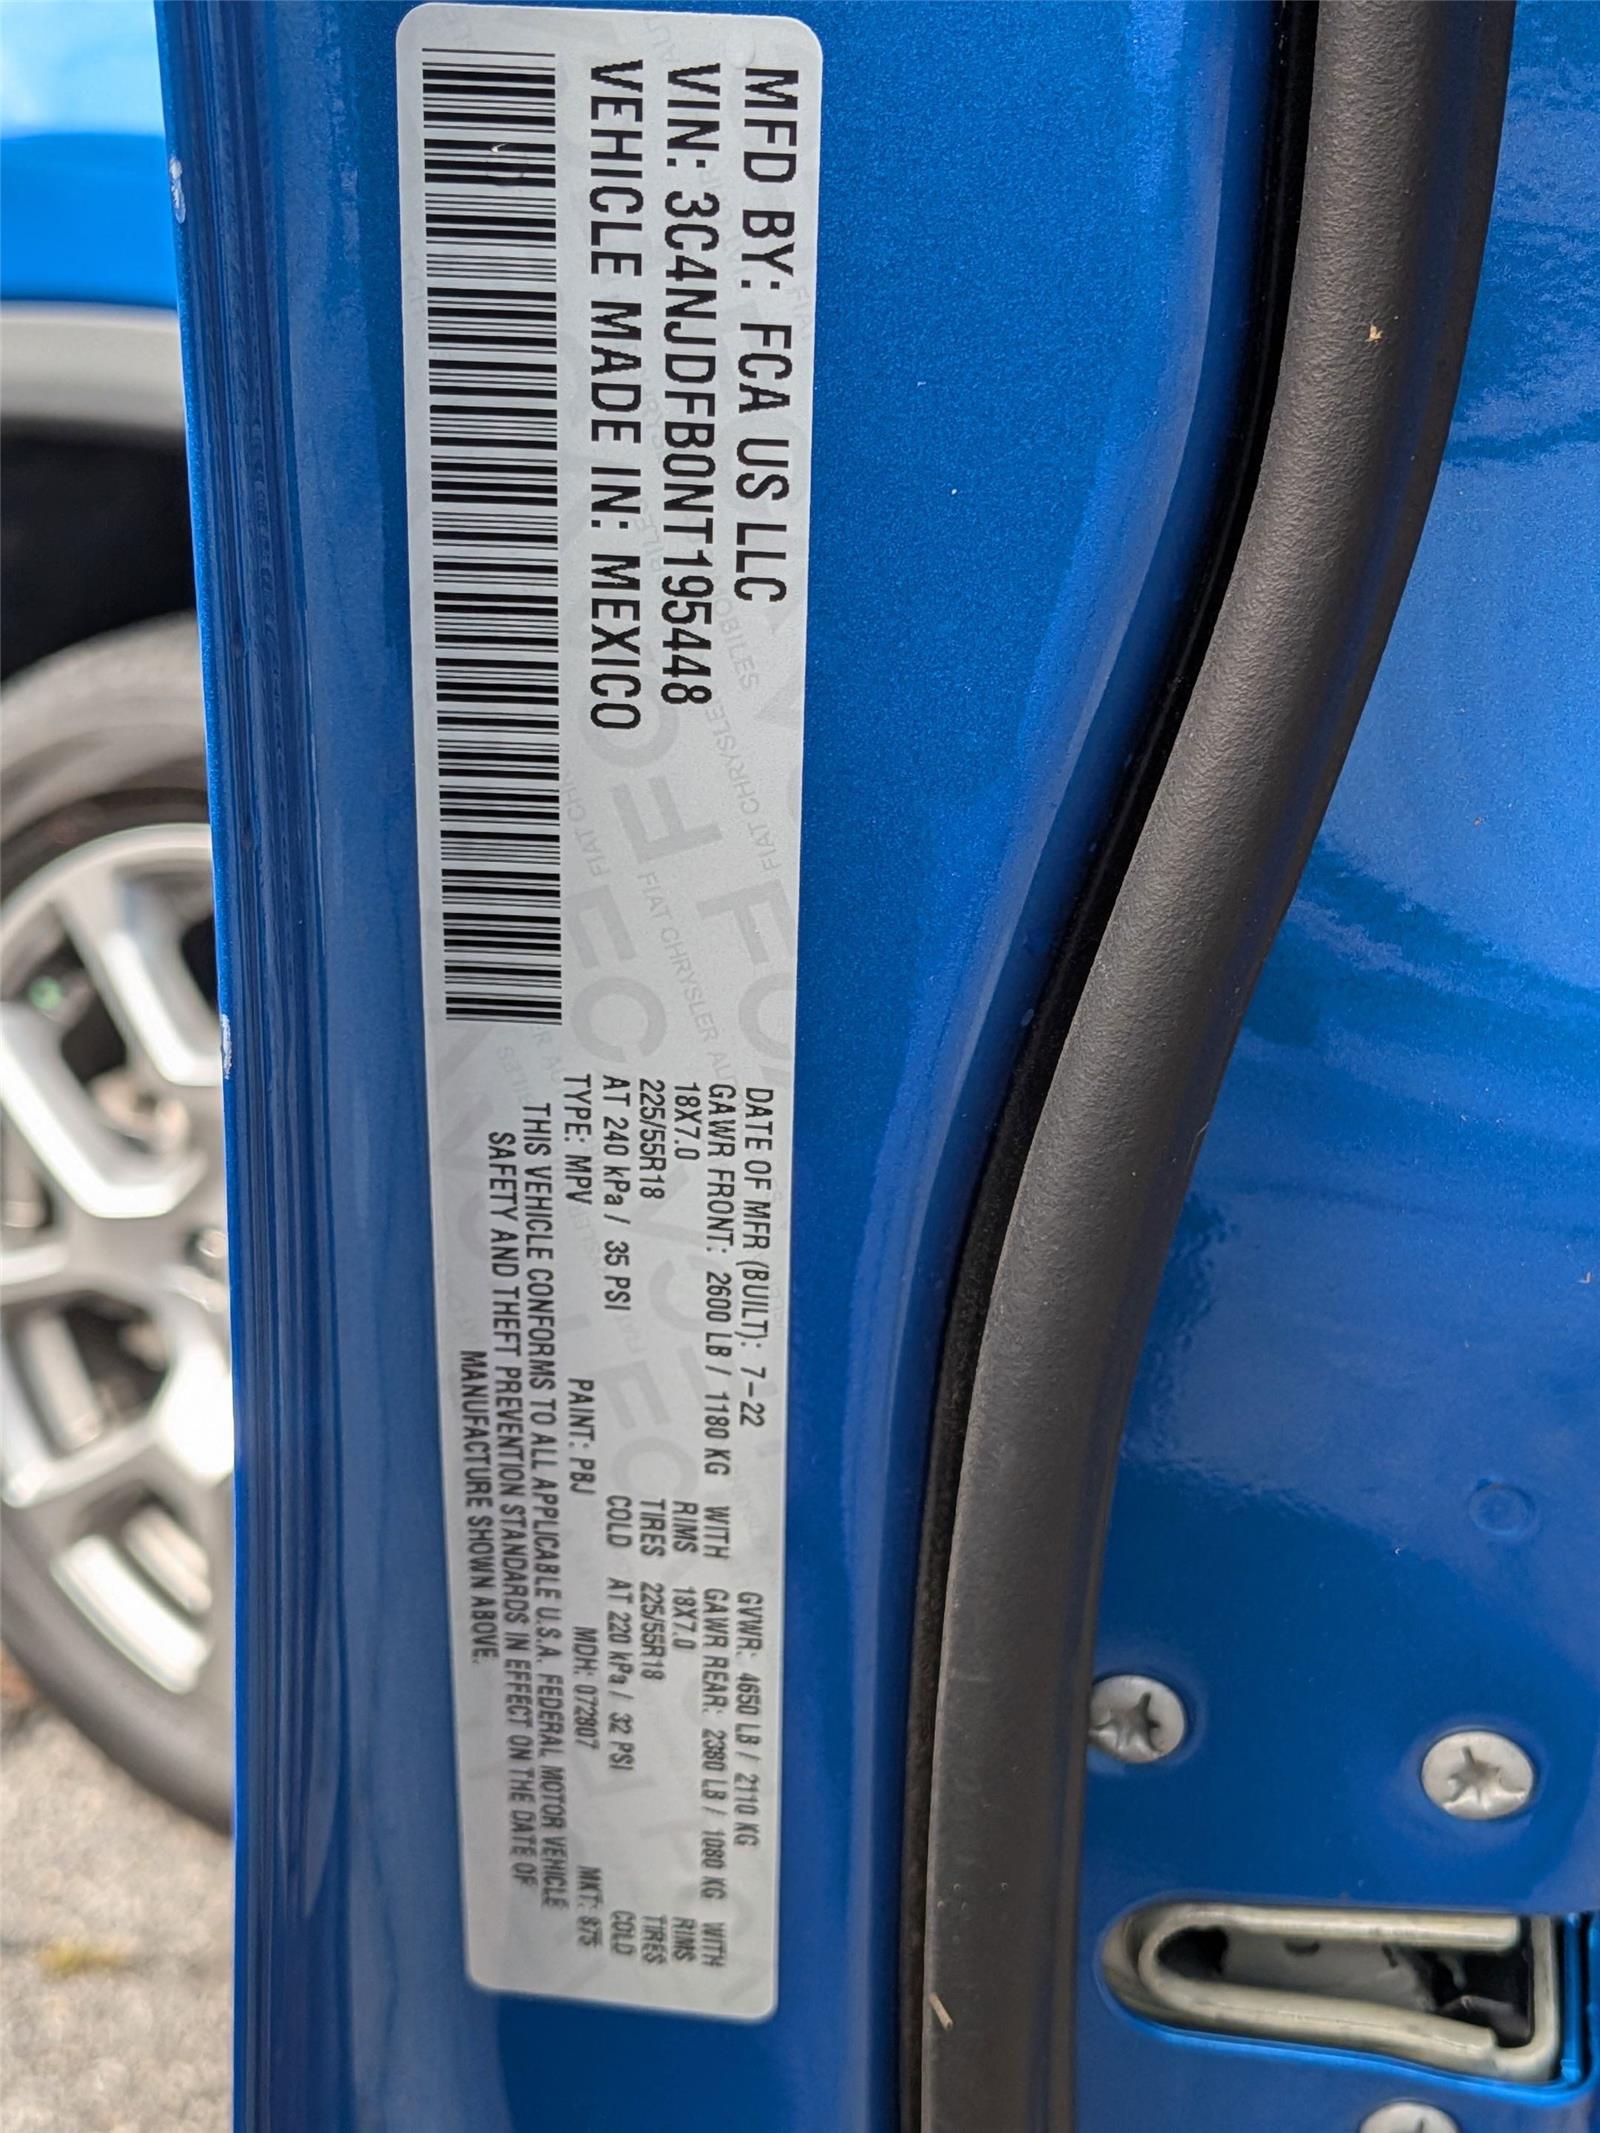 MFD BY: FCA US LLC
VIN: 3C4NJDFB0NT195448
VEHICLE MADE IN: MEXICO
DATE OF MFR (BUILT): 7-22 GVWR: 4650 LB / 2110 KG
GAWR FRONT: 2600 LB / 1180 KG WITH GAWR REAR: 2380 LB / 1080 KG WITH
18X7.0 RIMS 18X7.0 RIMS
225/55R18 TIRES 225/55R18 TIRES
AT 240 kPa / 35 PSI COLD AT 220 kPa / 32 PSI COLD
TYPE: MPV PAINT: PBJ MDH: 072807 MKT:
THIS VEHICLE CONFORMS TO ALL APPLICABLE U.S.A. FEDERAL MOTOR VEHICLE
SAFETY AND THEFT PREVENTION STANDARDS IN EFFECT ON THE DATE OF
MANUFACTURE SHOWN ABOVE.